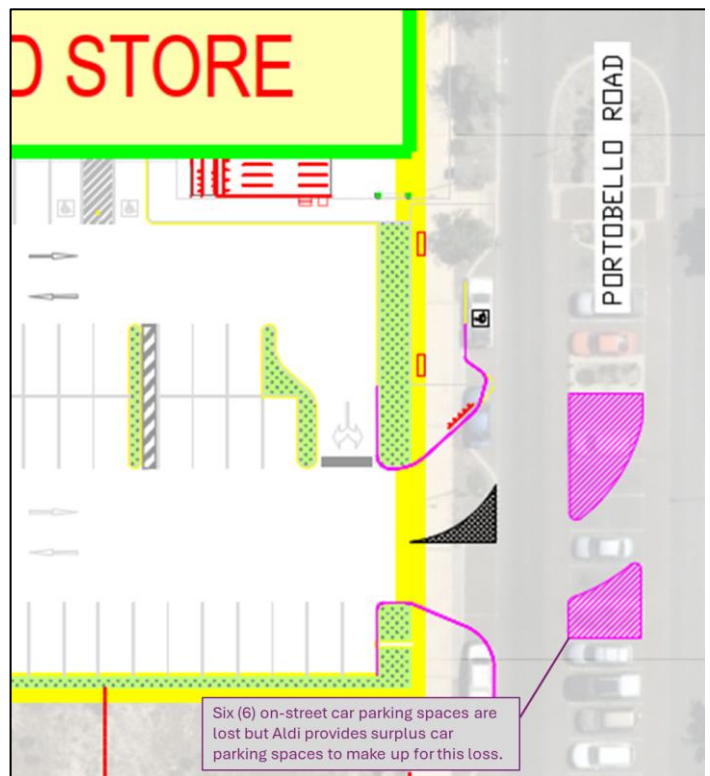 D STORE
PORTOBELLO ROAD
Six (6) on-street car parking spaces are
lost but Aldi provides surplus car
parking spaces to make up for this loss.